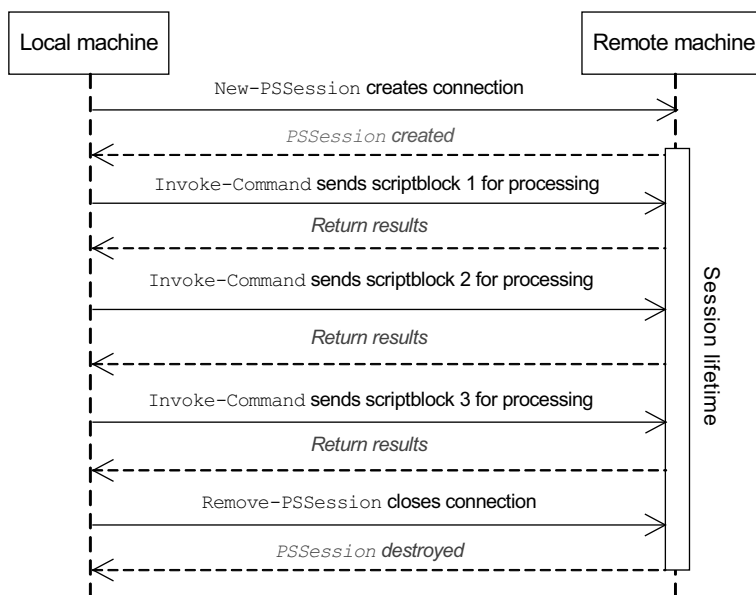 Local machine
Remote machine
New-PSSession creates connection
PSSession created
Invoke-Command sends scriptblock 1 for processing
Return results
Invoke-Command sends scriptblock 2 for processing
Return results
Invoke-Command sends scriptblock 3 for processing
Return results
Remove-PSSession closes connection
PSSession destroyed
Session lifetime